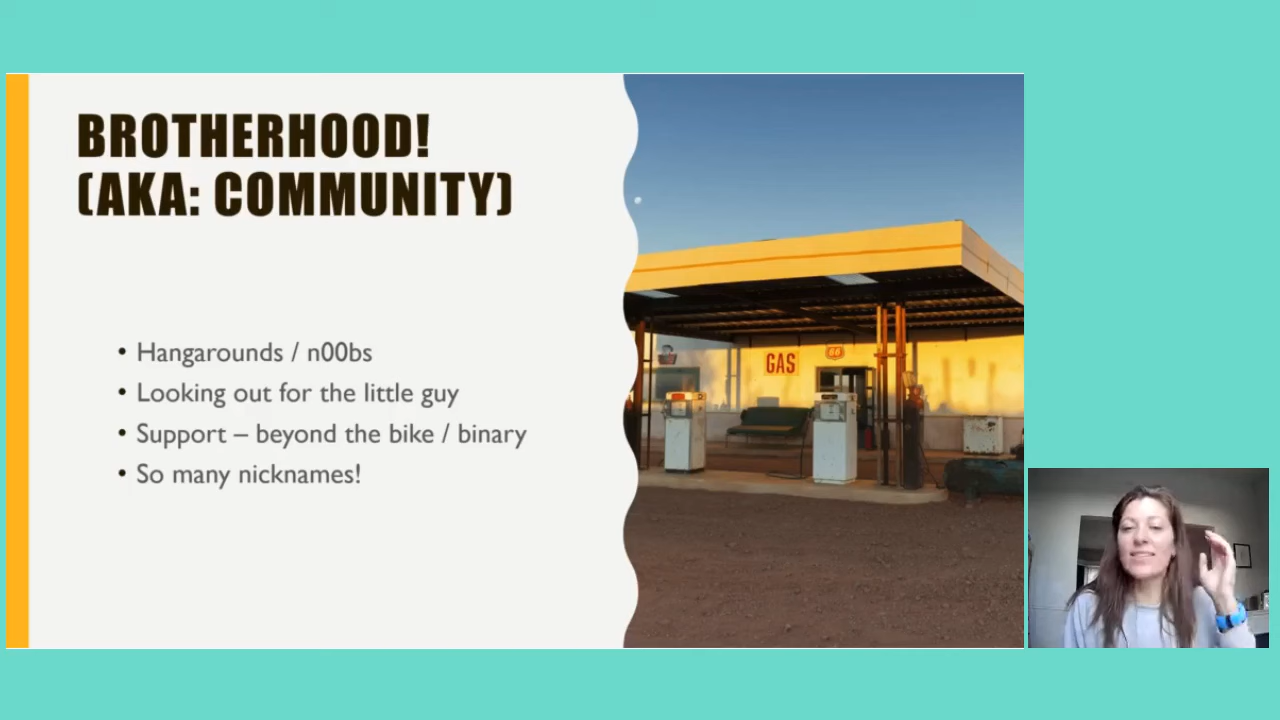 BROTHERHOOD!
(AKA: COMMUNITY)
• Hangarounds / n00bs
• Looking out for the little guy
• Support – beyond the bike / binary
• So many nicknames!
GAS
66